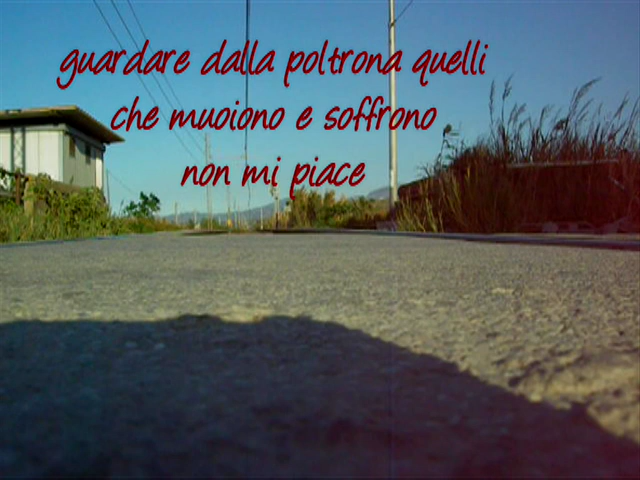 guardare dalla poltrona quelli
che muoiono e soffrono
non mi piace